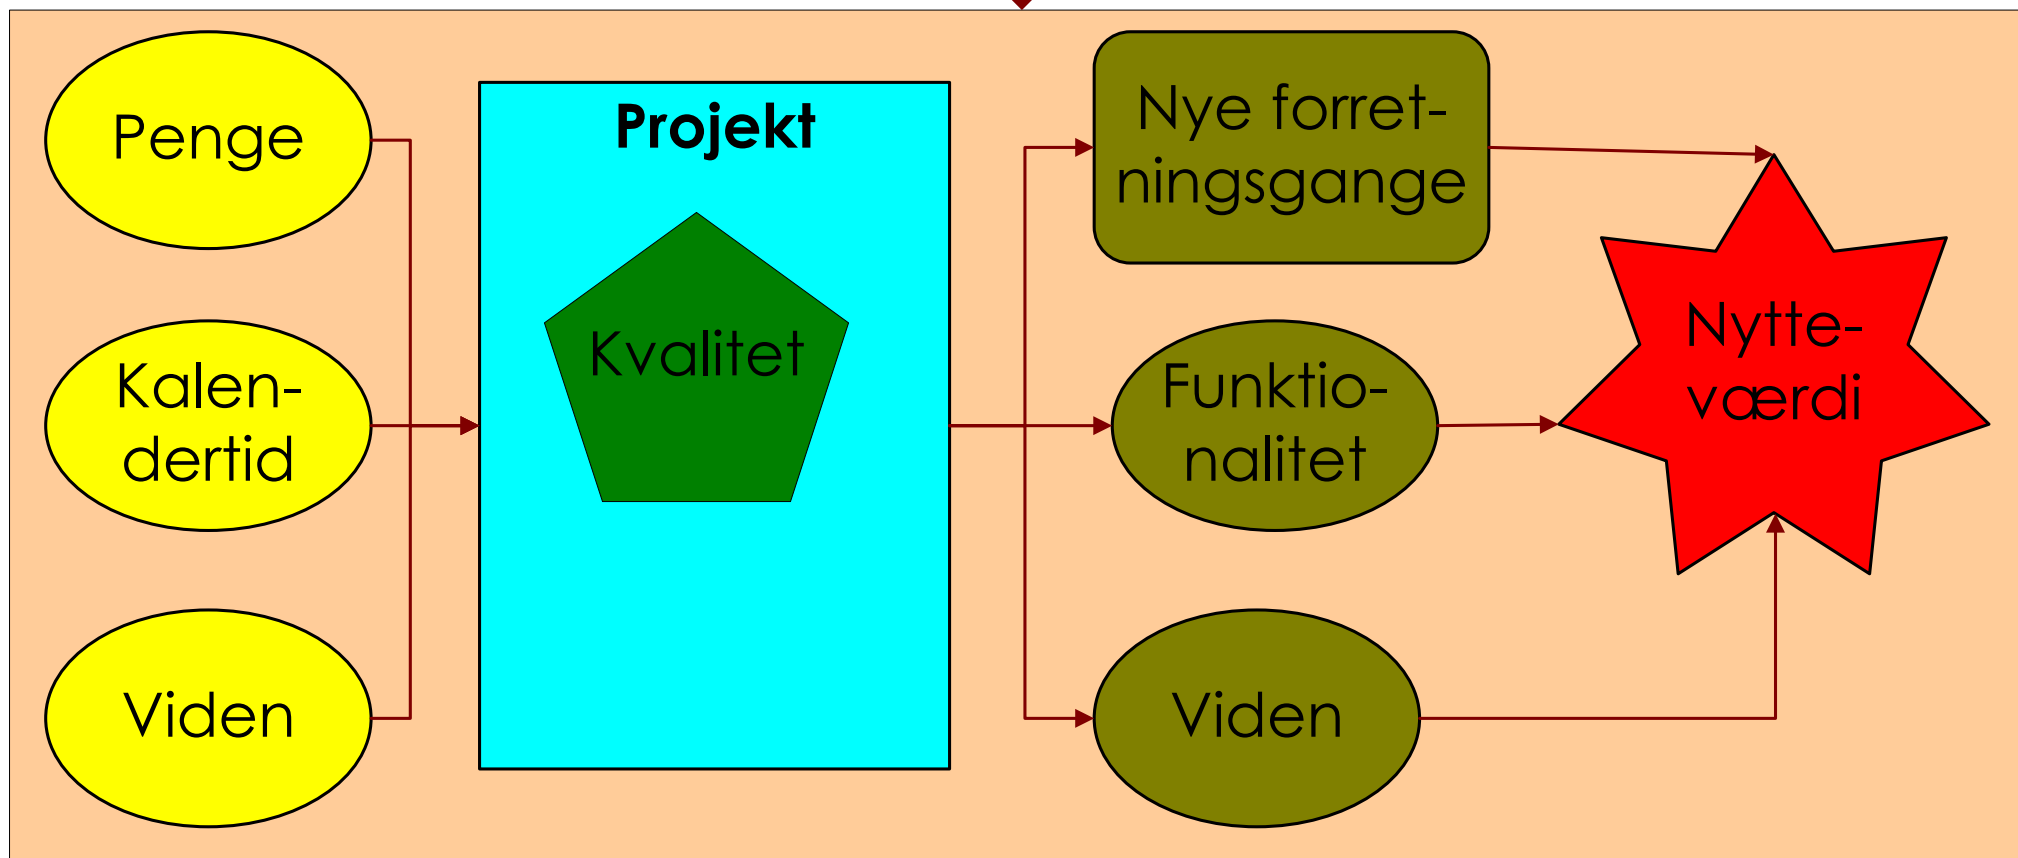 Penge
Kalen-
dertid
Viden
Projekt
Kvalitet
Nye forret-
ningsgange
Funktio-
nalitet
Viden
Nytte-
værdi